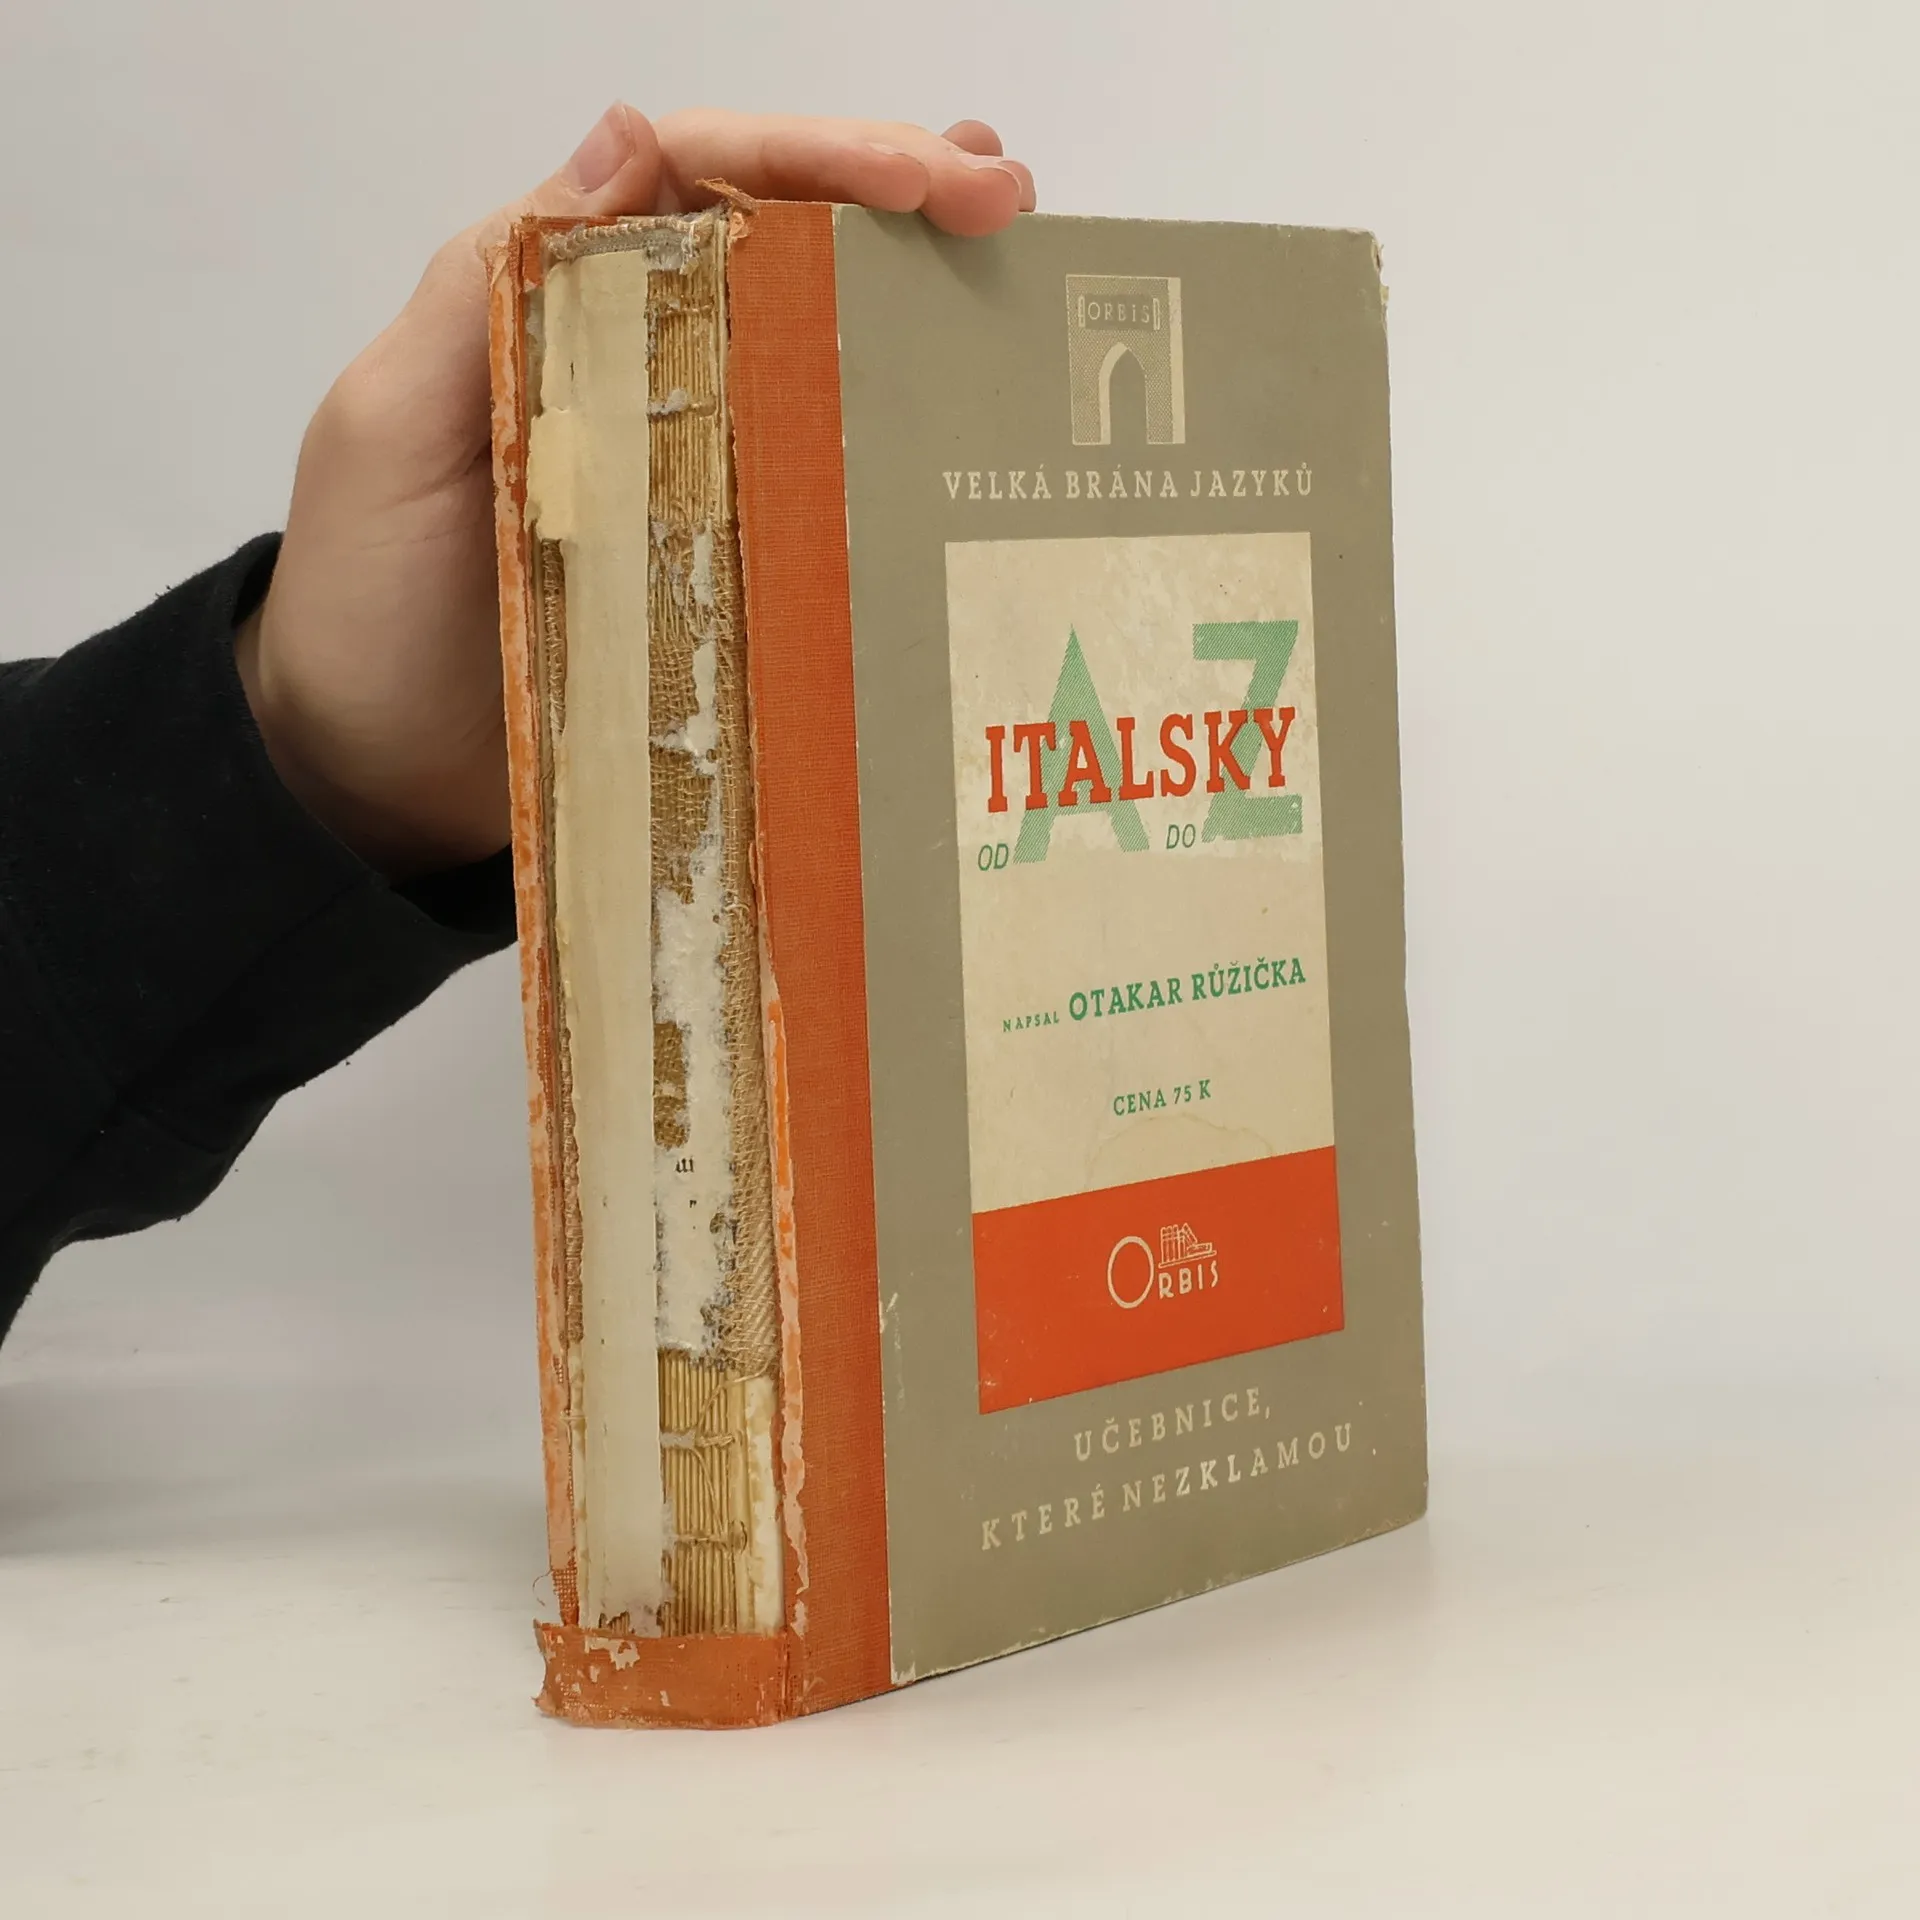 ORBIS
VELKÁ BRÁNA JAZYKŮ
A Z
ITALSKY
OD DO
NAPSAL OTAKAR RŮŽIČKA
CENA 75 K
ORBIS
UČEBNICE,
KTERÉ NEZKLAMOU